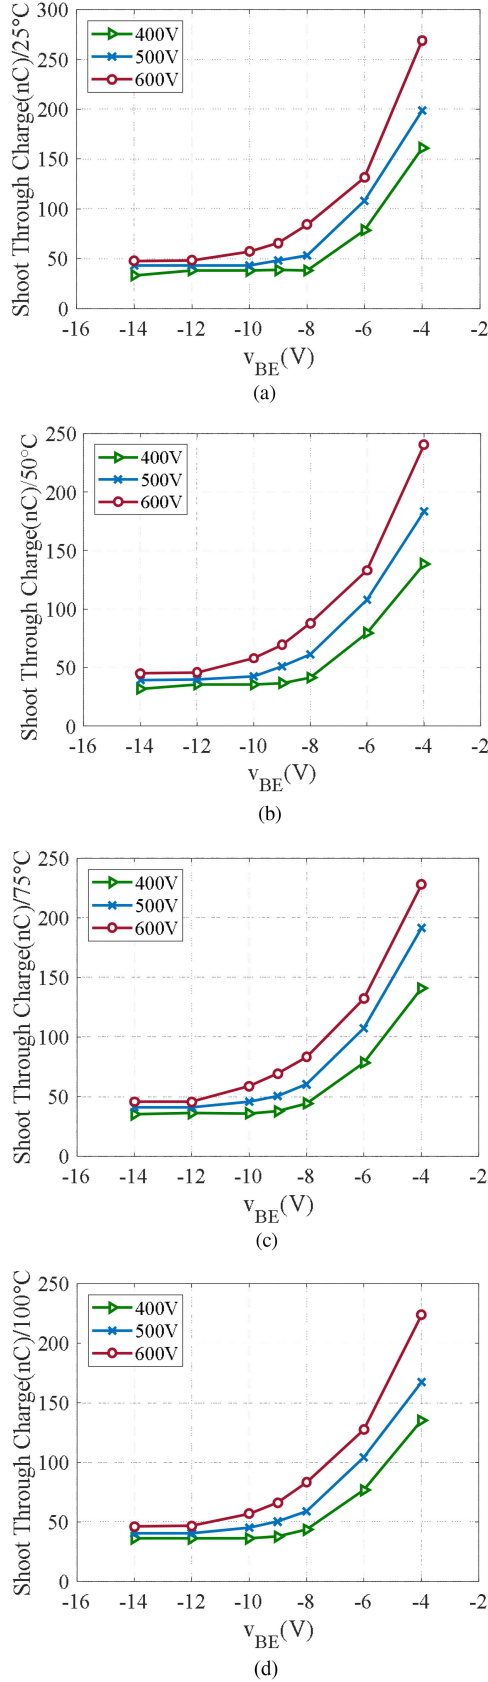 Shoot Through Charge(nC)/25°C
300
250
200
150
100
50
0
400V
500V
600V
-16 -14 -12 -10 -8 -6 -4 -2
vBE(V)
(a)
Shoot Through Charge(nC)/50°C
250
200
150
100
50
0
400V
500V
600V
-16 -14 -12 -10 -8 -6 -4 -2
vBE(V)
(b)
Shoot Through Charge(nC)/75°C
250
200
150
100
50
0
400V
500V
600V
-16 -14 -12 -10 -8 -6 -4 -2
vBE(V)
(c)
Shoot Through Charge(nC)/100°C
250
200
150
100
50
0
400V
500V
600V
-16 -14 -12 -10 -8 -6 -4 -2
vBE(V)
(d)